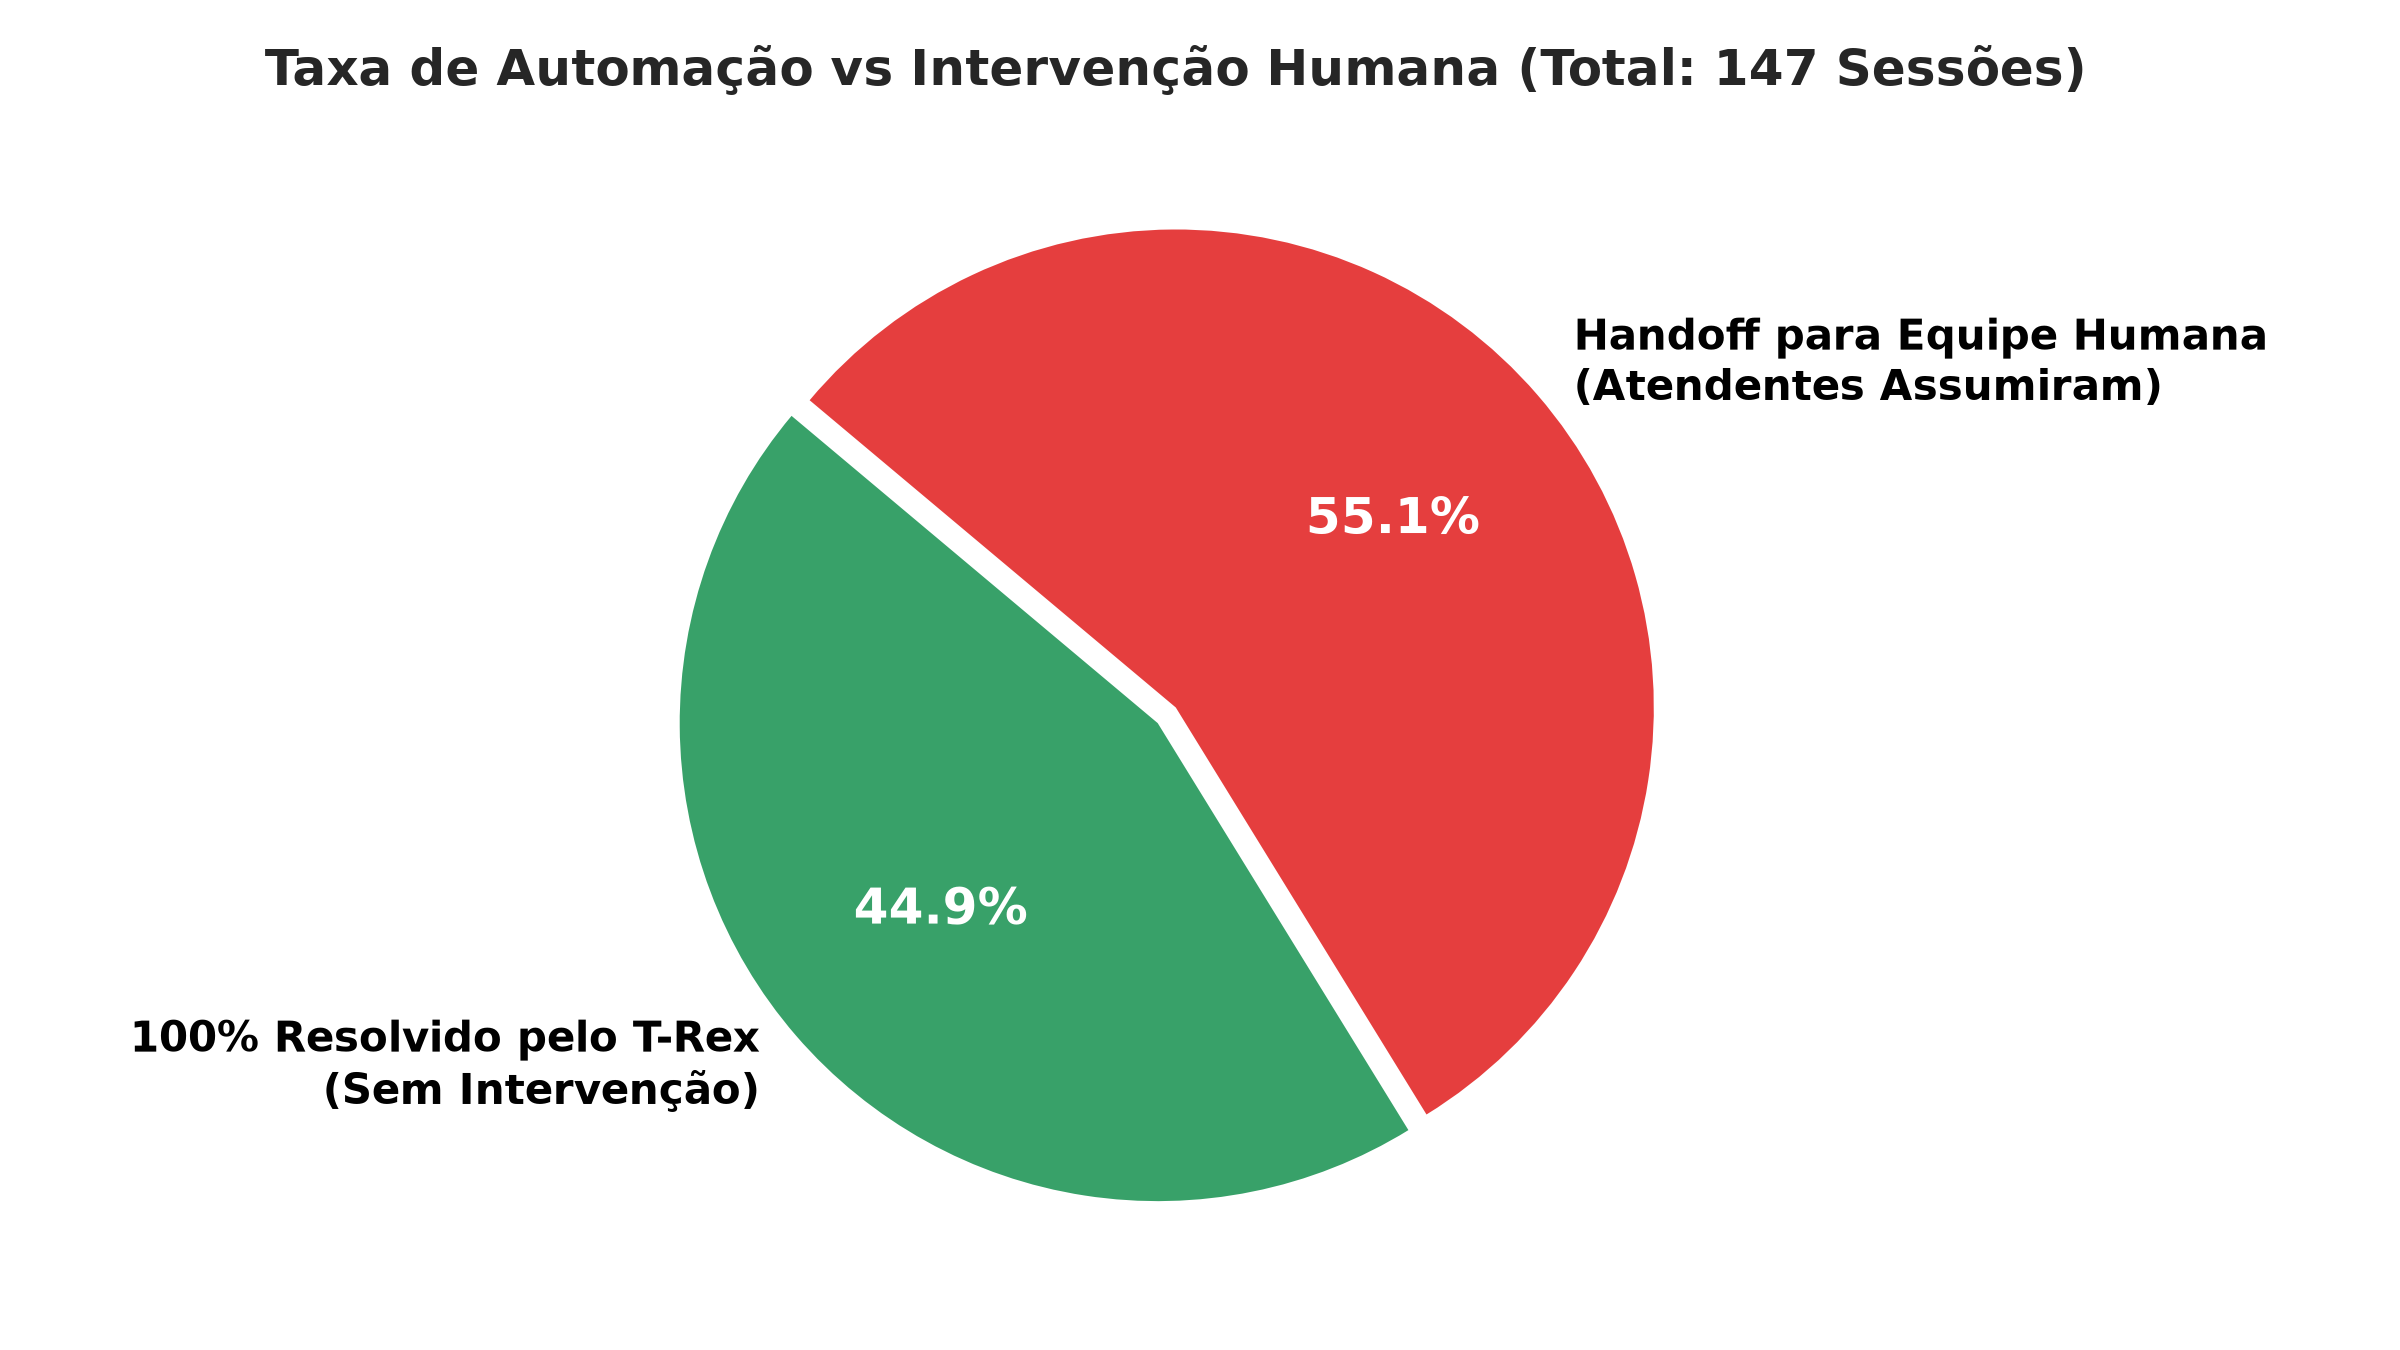 Taxa de Automação vs Intervenção Humana (Total: 147 Sessões)
Handoff para Equipe Humana
(Atendentes Assumiram)
55.1%
44.9%
100% Resolvido pelo T-Rex
(Sem Intervenção)